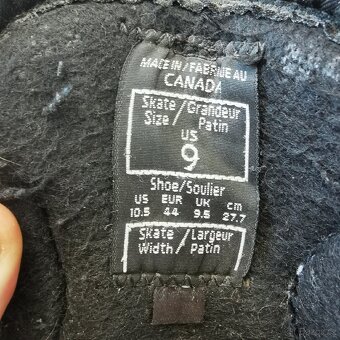 MADE IN/FABRIQUÉ AU
CANADA
Skate / Grandeur
Size / Patin
US
9
Shoe/Soulier
US EUR UK cm
10.5 44 9.5 27.7
Skate / Largeur
Width / Patin